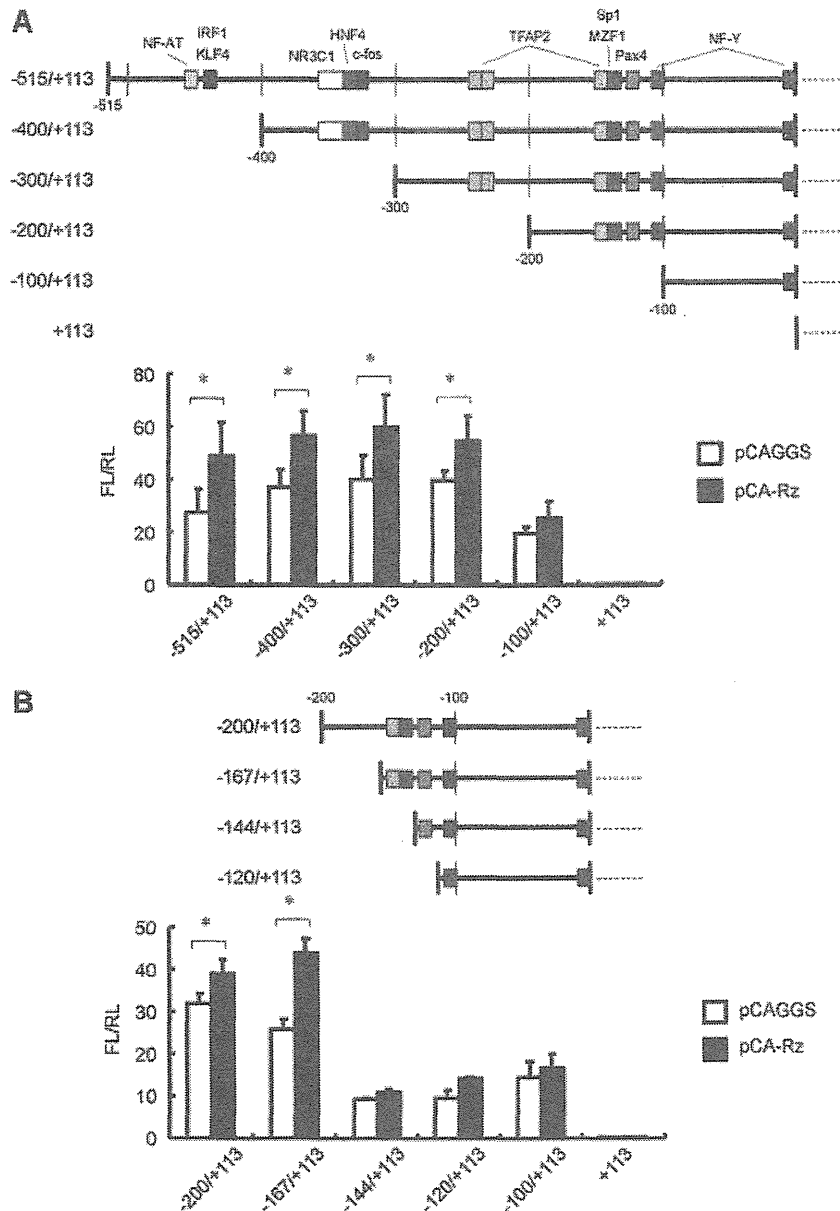 A
Sp1
IRF1 HNF4 TFAP2 MZF1 NF-Y
NF-AT KLF4 NR3C1 c-fos Pax4
-515/+113
-515
-400/+113
-400
-300/+113
-300
-200/+113
-200
-100/+113
-100
+113
80
60
40
20
0
FL/RL
* * * *
pCAGGS
pCA-Rz
-515/+113 -400/+113 -300/+113 -200/+113 -100/+113 +113
B
-200 -100
-200/+113
-167/+113
-144/+113
-120/+113
50
40
30
20
10
0
FL/RL
* *
pCAGGS
pCA-Rz
-200/+113 -167/+113 -144/+113 -120/+113 -100/+113 +113